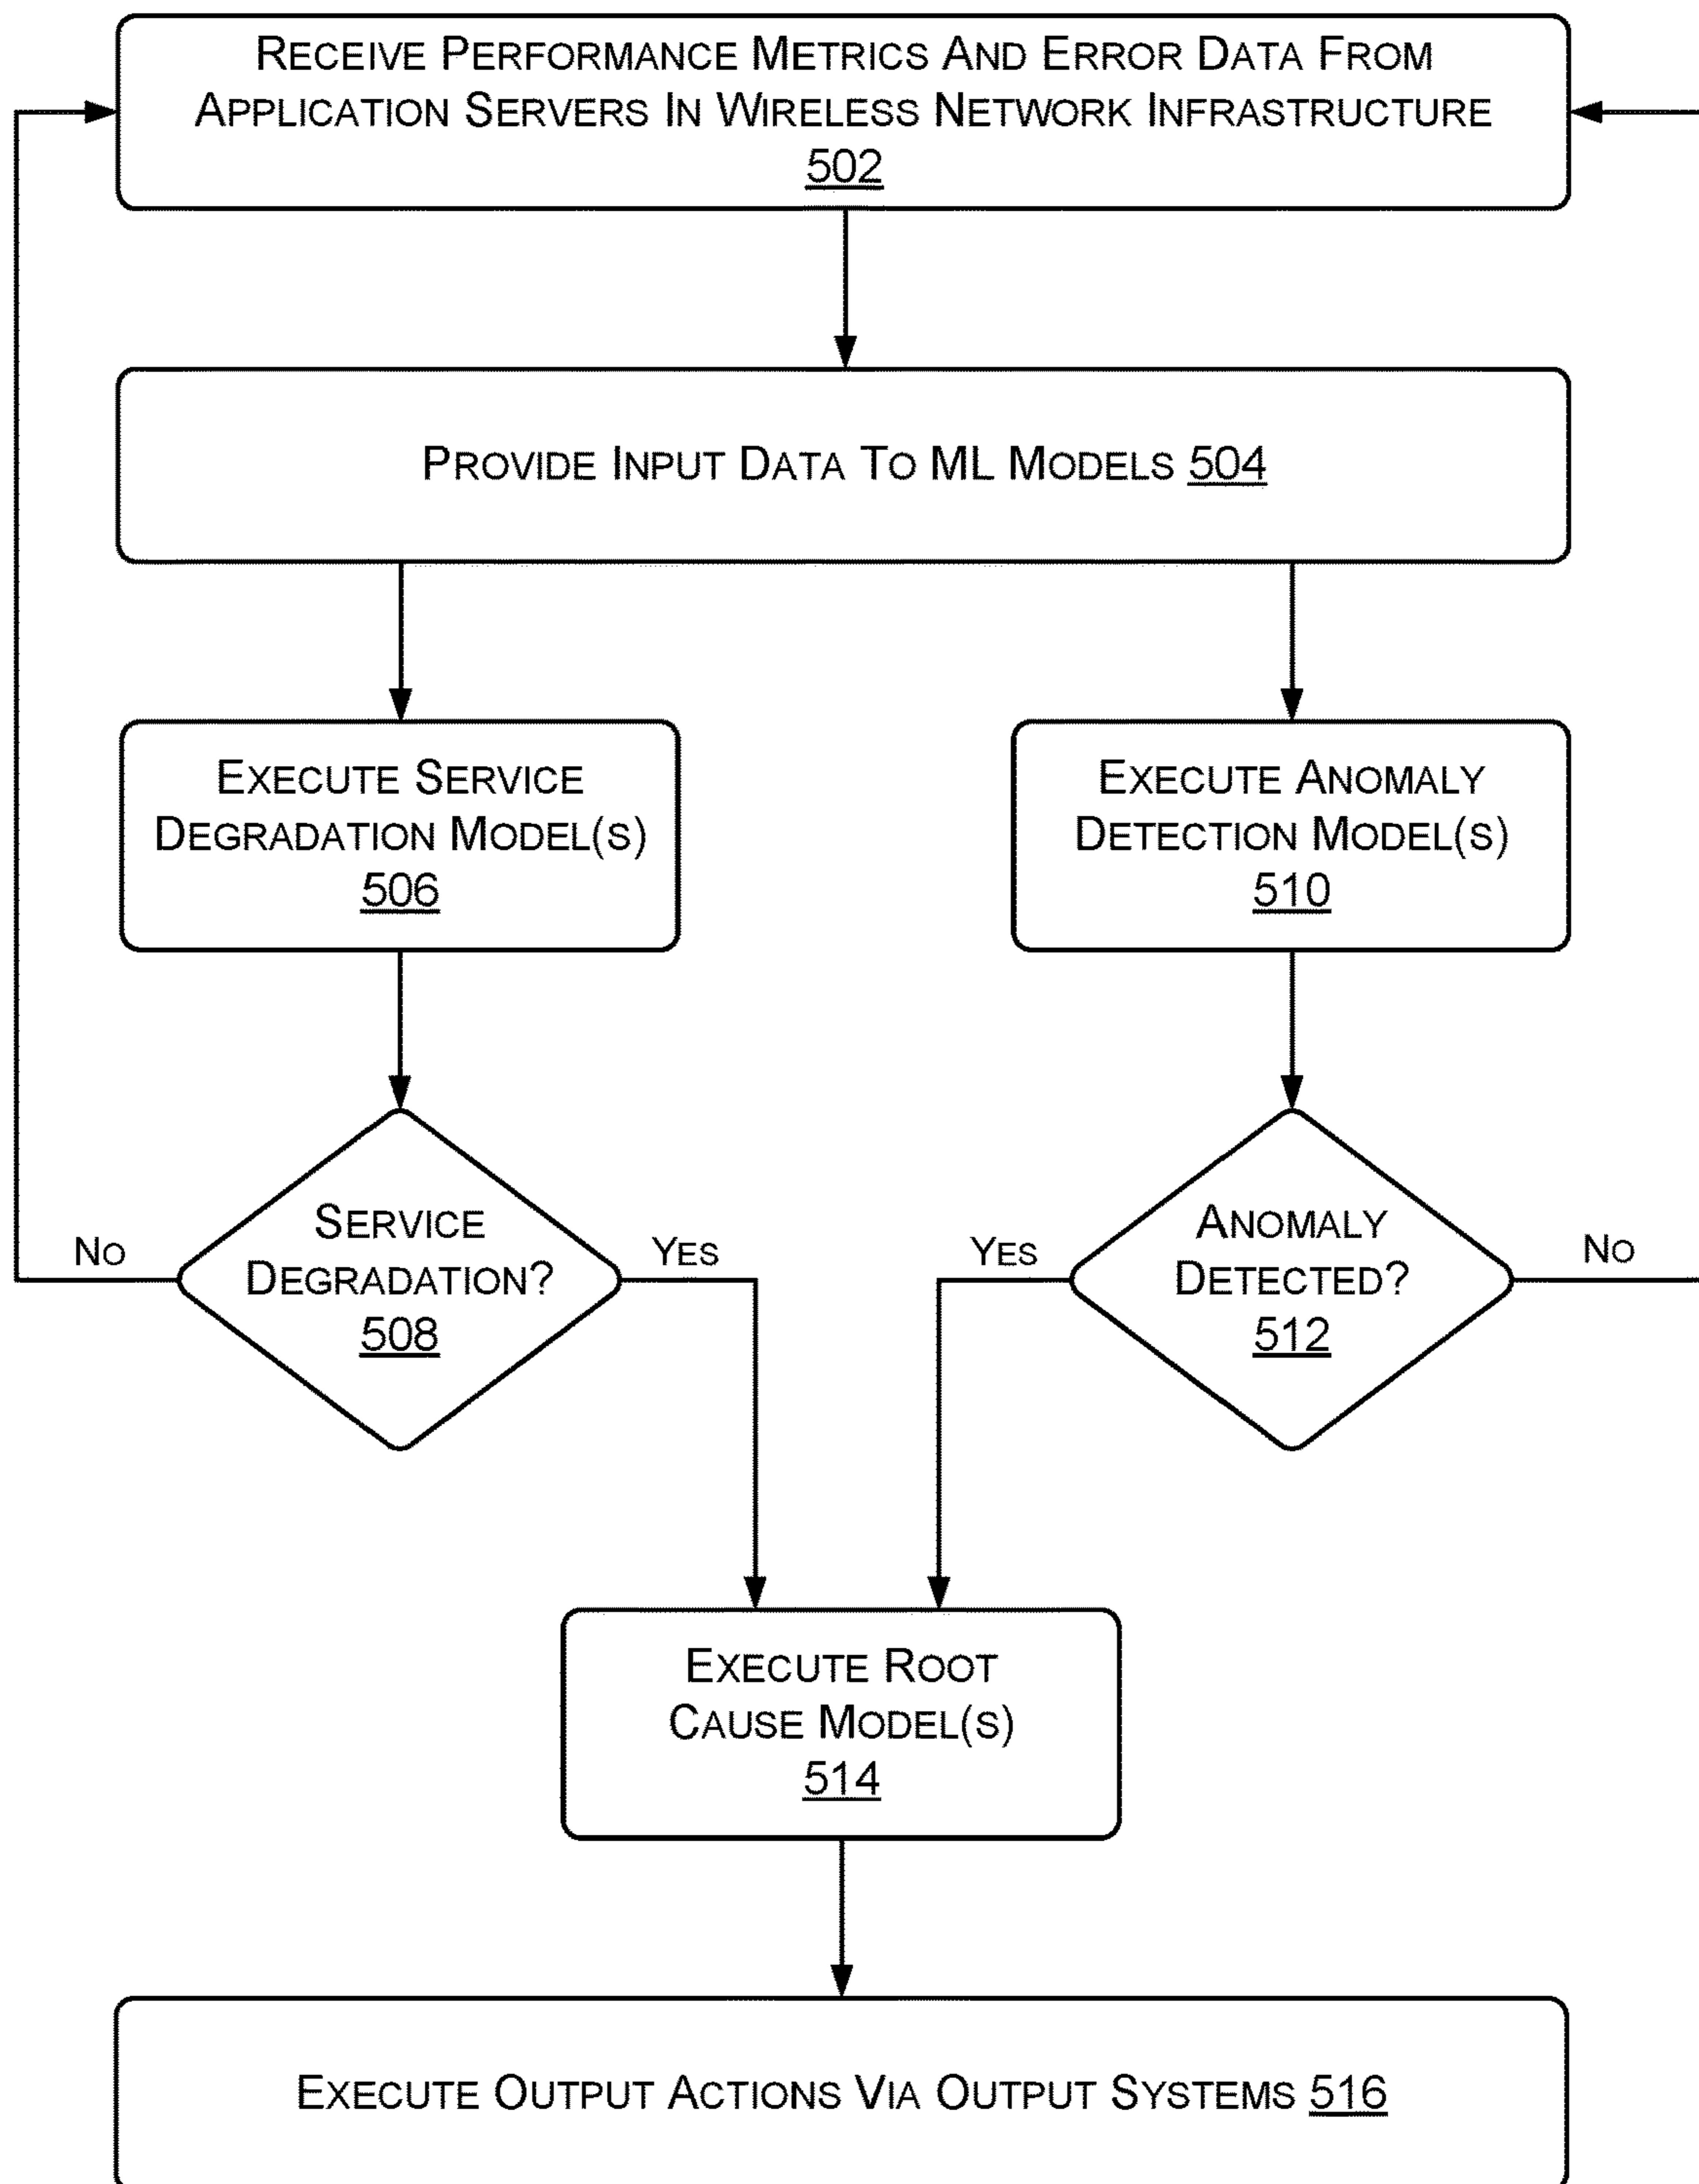 RECEIVE PERFORMANCE METRICS AND ERROR DATA FROM
APPLICATION SERVERS IN WIRELESS NETWORK INFRASTRUCTURE
502
PROVIDE INPUT DATA TO ML MODELS 504
EXECUTE SERVICE
DEGRADATION MODEL(S)
506
EXECUTE ANOMALY
DETECTION MODEL(S)
510
SERVICE
DEGRADATION?
508
NO
YES
ANOMALY
DETECTED?
512
YES
NO
EXECUTE ROOT
CAUSE MODEL(S)
514
EXECUTE OUTPUT ACTIONS VIA OUTPUT SYSTEMS 516